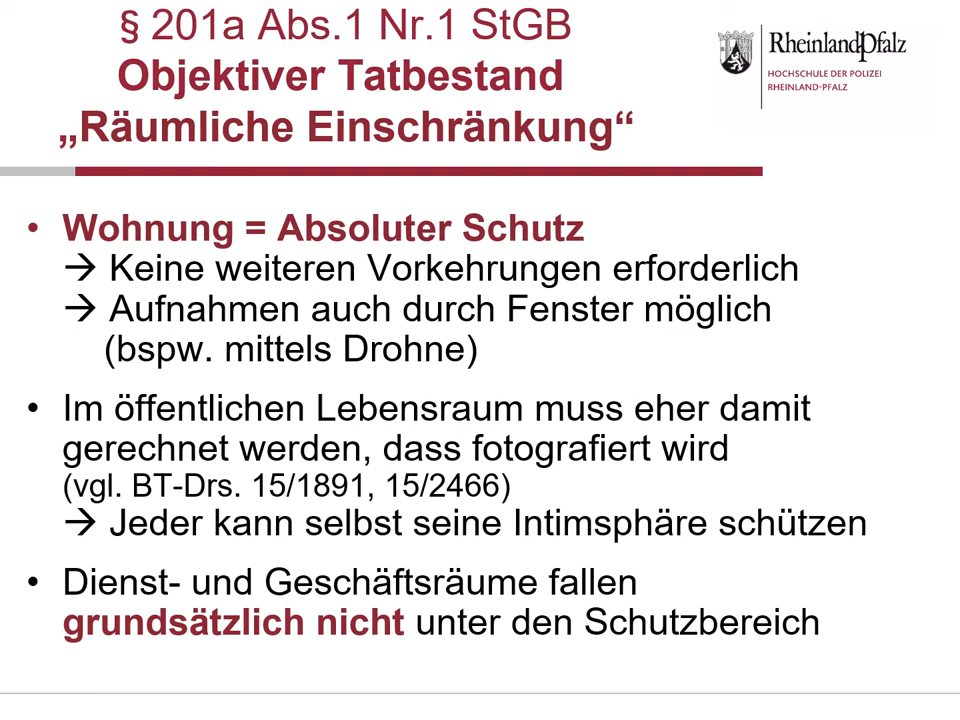 § 201a Abs.1 Nr.1 StGB
Objektiver Tatbestand
„Räumliche Einschränkung“
RheinlandPfalz
HOCHSCHULE DER POLIZEI
RHEINLAND-PFALZ
• Wohnung = Absoluter Schutz
→ Keine weiteren Vorkehrungen erforderlich
→ Aufnahmen auch durch Fenster möglich
(bspw. mittels Drohne)
• Im öffentlichen Lebensraum muss eher damit
gerechnet werden, dass fotografiert wird
(vgl. BT-Drs. 15/1891, 15/2466)
→ Jeder kann selbst seine Intimsphäre schützen
• Dienst- und Geschäftsräume fallen
grundsätzlich nicht unter den Schutzbereich